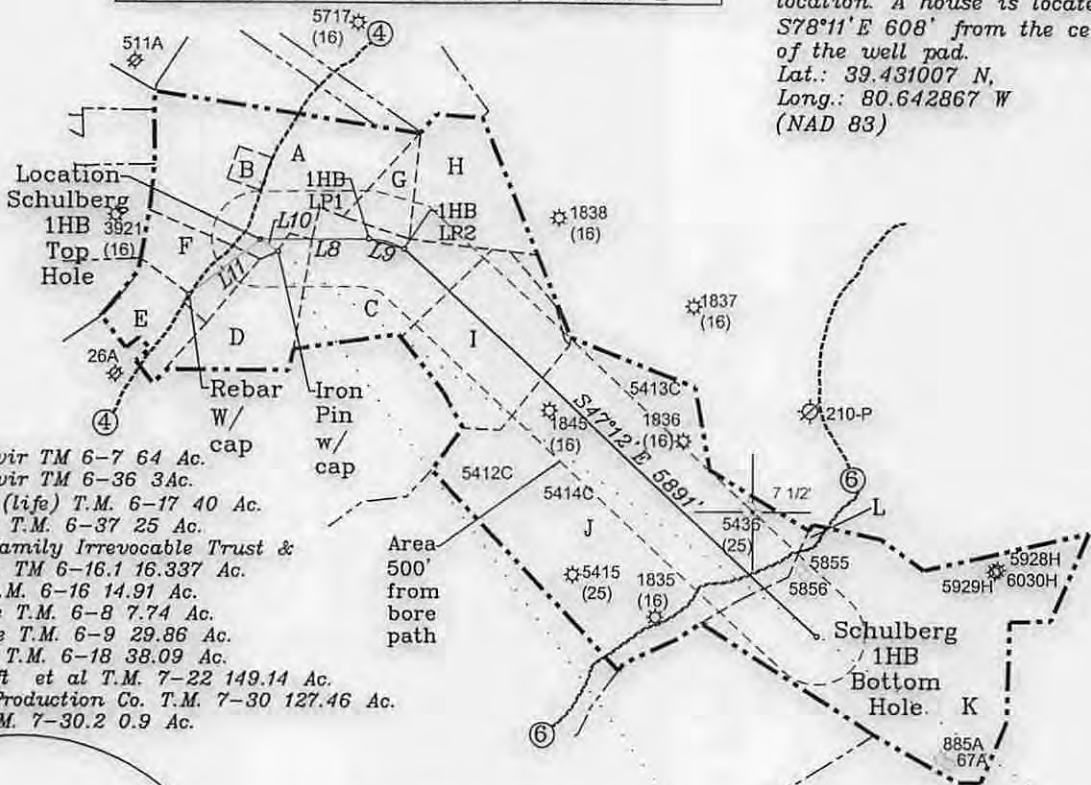 location. A house is locate
S78°11'E 608' from the ce
of the well pad.
Lat.: 39.431007 N,
Long.: 80.642867 W
(NAD 83)
5717
(16)
4
511A
A
B
H
G
1HB
LP1
1HB
LP2
Location
Schulberg
1HB
Top
Hole
3921
(16)
F
L10
L8
L9
L11
1838
(16)
C
E
D
I
1837
(16)
26A
4
Rebar
W/
cap
Iron
Pin
w/
cap
5413C
1845
(16)
1836
(16)
S47°12' E 5891'
210-P
6
5412C
5414C
7 1/2'
L
5436
(25)
J
Area
500'
from
bore
path
5415
(25)
1835
(16)
5855
5856
5928H
5929H
6030H
Schulberg
1HB
Bottom
Hole
K
6
885A
67A
vir TM 6-7 64 Ac.
vir TM 6-36 3Ac.
(life) T.M. 6-17 40 Ac.
T.M. 6-37 25 Ac.
amily Irrevocable Trust &
TM 6-16.1 16.337 Ac.
.M. 6-16 14.91 Ac.
e T.M. 6-8 7.74 Ac.
e T.M. 6-9 29.86 Ac.
T.M. 6-18 38.09 Ac.
ft et al T.M. 7-22 149.14 Ac.
Production Co. T.M. 7-30 127.46 Ac.
M. 7-30.2 0.9 Ac.